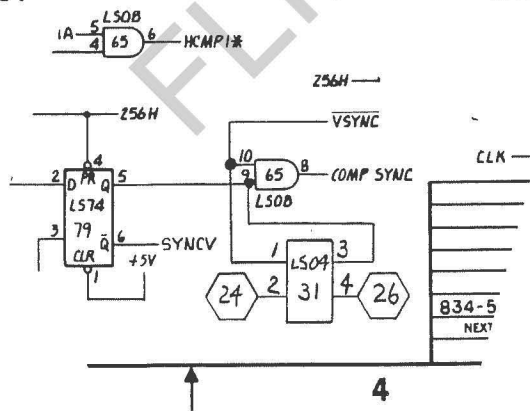 LS08
1A 5
4
65
6
HCMPI*
FLI
256H
256H
VSYNC
4
10
9
65
8
COMP SYNC
LS08
CLK
2
D
PR
Q
5
LS74
79
3
Q
6
SYNCV
CLR
+5V
1
1
LS04
3
2
31
4
24
26
834-5
NEXT
4